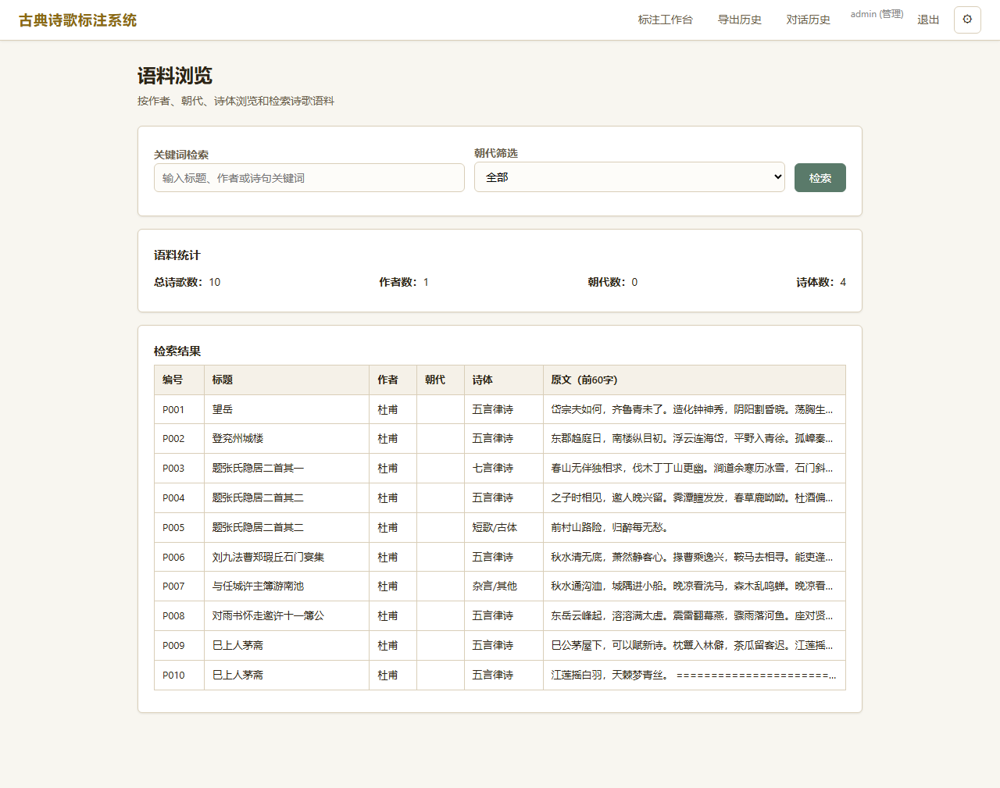 古典诗歌标注系统
标注工作台 导出历史 对话历史 admin (管理) 退出
语料浏览
按作者、朝代、诗体浏览和检索诗歌语料
关键词检索 朝代筛选
输入标题、作者或诗句关键词 全部 检索
语料统计
总诗歌数：10 作者数：1 朝代数：0 诗体数：4
检索结果
编号 标题 作者 朝代 诗体 原文（前60字）
P001 望岳 杜甫 五言律诗 岱宗夫如何，齐鲁青未了。造化钟神秀，阴阳割昏晓。荡胸生...
P002 登兖州城楼 杜甫 五言律诗 东郡趋庭日，南楼纵目初。浮云连海岱，平野入青徐。孤嶂秦...
P003 题张氏隐居二首其一 杜甫 七言律诗 春山无伴独相求，伐木丁丁山更幽。涧道余寒历冰雪，石门斜...
P004 题张氏隐居二首其二 杜甫 五言律诗 之子时相见，邀人晚兴留。霁潭鳣发发，春草鹿呦呦。杜酒偏...
P005 题张氏隐居二首其二 杜甫 短歌/古体 前村山路险，归醉每无愁。
P006 刘九法曹郑瑕丘石门宴集 杜甫 五言律诗 秋水清无底，萧然静客心。掾曹乘逸兴，鞍马去相寻。能吏逢...
P007 与任城许主簿游南池 杜甫 杂言/其他 秋水通沟洫，城隅进小船。晚凉看洗马，森木乱鸣蝉。晚凉看...
P008 对雨书怀走邀许十一簿公 杜甫 五言律诗 东岳云峰起，溶溶满太虚。震雷翻幕燕，骤雨落河鱼。座对贤...
P009 巳上人茅斋 杜甫 五言律诗 巳公茅屋下，可以赋新诗。枕簟入林僻，茶瓜留客迟。江莲摇...
P010 巳上人茅斋 杜甫 五言律诗 江莲摇白羽，天棘梦青丝。 ======================...